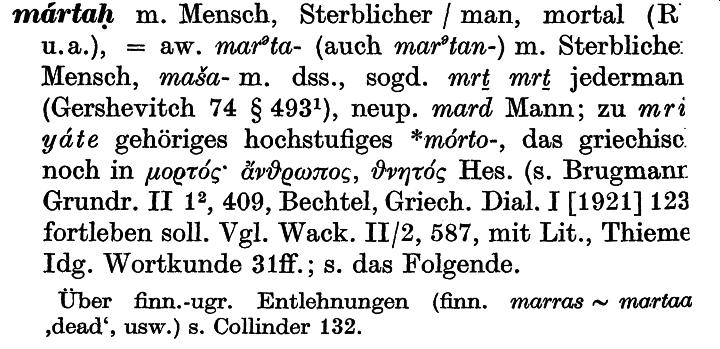 mártaḥ m. Mensch, Sterblicher / man, mortal (R
u. a.), = aw. marᵊta- (auch marᵊtan-) m. Sterbliche
Mensch, maša- m. dss., sogd. mrṯ mrṯ jederman
(Gershevitch 74 § 493¹), neup. mard Mann; zu mri
yáte gehöriges hochstufiges *mórto-, das griechisc
noch in μορτός· ἄνθρωπος, θνητός Hes. (s. Brugmann
Grundr. II 1², 409, Bechtel, Griech. Dial. I [1921] 123
fortleben soll. Vgl. Wack. II/2, 587, mit Lit., Thieme
Idg. Wortkunde 31ff.; s. das Folgende.
Über finn.-ugr. Entlehnungen (finn. marras ~ martaa
‚dead‘, usw.) s. Collinder 132.